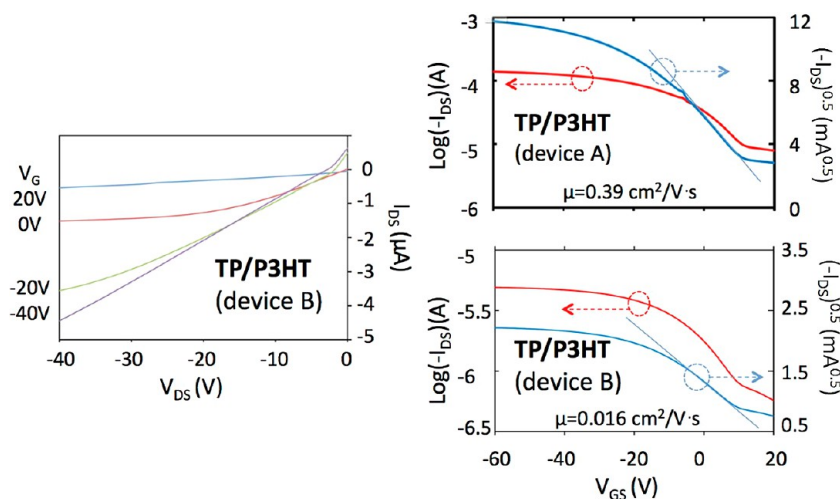 V_G
20V
0V
-20V
-40V
0
-1
-2
-3
-4
-5
I_DS (μA)
TP/P3HT
(device B)
-40
-30
-20
-10
0
V_DS (V)
-3
-4
-5
-6
Log(-I_DS)(A)
12
8
4
0
(-I_DS)^0.5 (mA^0.5)
TP/P3HT
(device A)
μ=0.39 cm²/V·s
-5
-5.5
-6
-6.5
Log(-I_DS)(A)
3.5
2.5
1.5
0.5
(-I_DS)^0.5 (mA^0.5)
TP/P3HT
(device B)
μ=0.016 cm²/V·s
-60
-40
-20
0
20
V_GS (V)